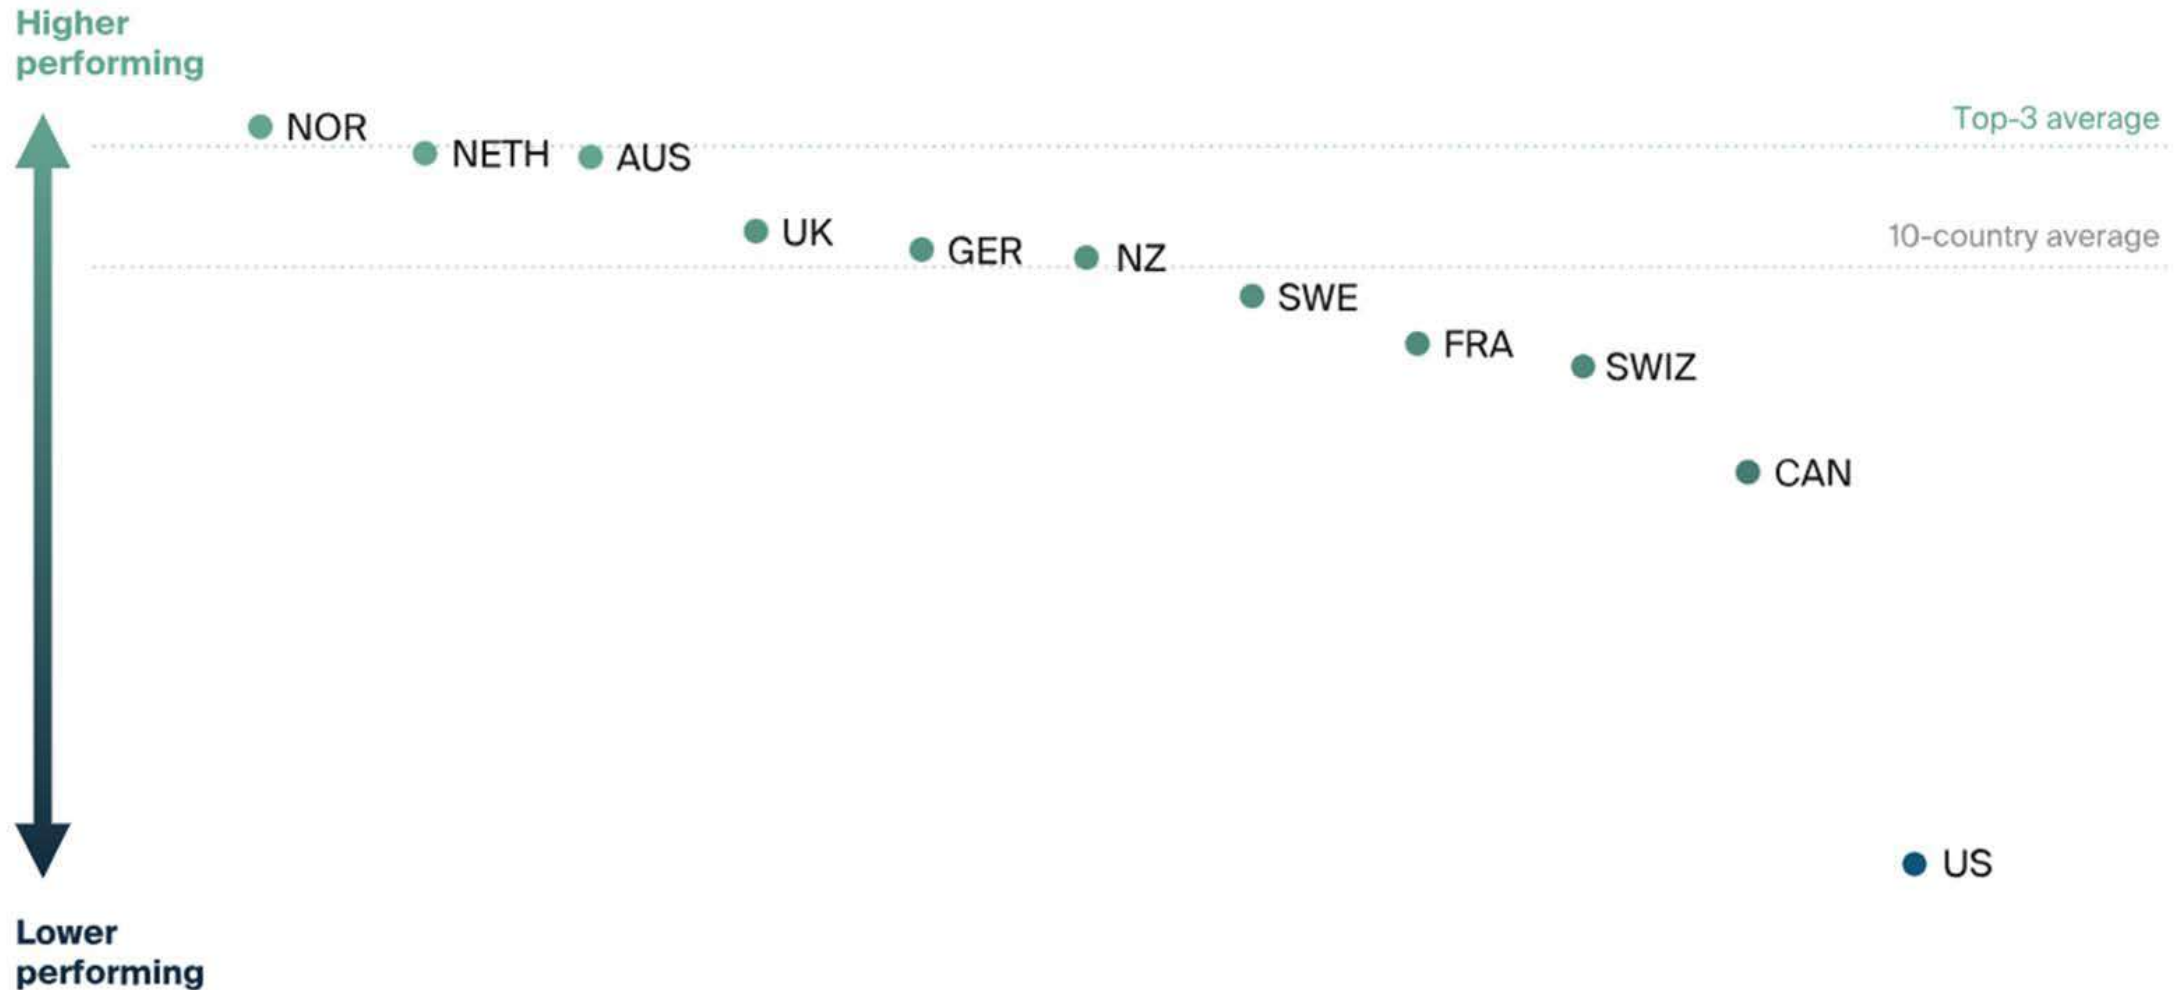 Higher
performing
NOR
Top-3 average
NETH
AUS
UK
10-country average
GER
NZ
SWE
FRA
SWIZ
CAN
US
Lower
performing